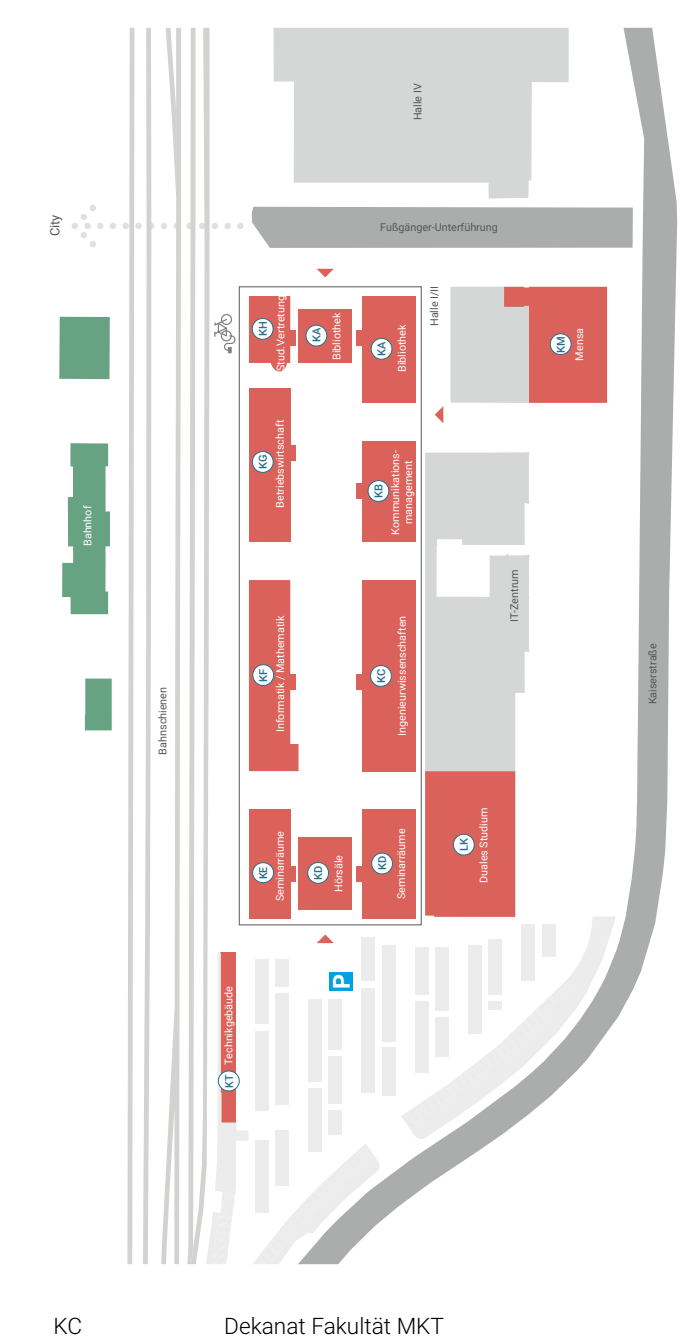 Halle IV
City
Fußgänger-Unterführung
Halle I/II
KH
Stud.Vertretung
KA
Bibliothek
KA
Bibliothek
KM
Mensa
KG
Betriebswirtschaft
KB
Kommunikations-
management
Bahnhof
IT-Zentrum
KF
Informatik / Mathematik
KC
Ingenieurwissenschaften
Kaiserstraße
Bahnschienen
KE
Seminarräume
KD
Hörsäle
KD
Seminarräume
LK
Duales Studium
P
KT
Technikgebäude
KC Dekanat Fakultät MKT